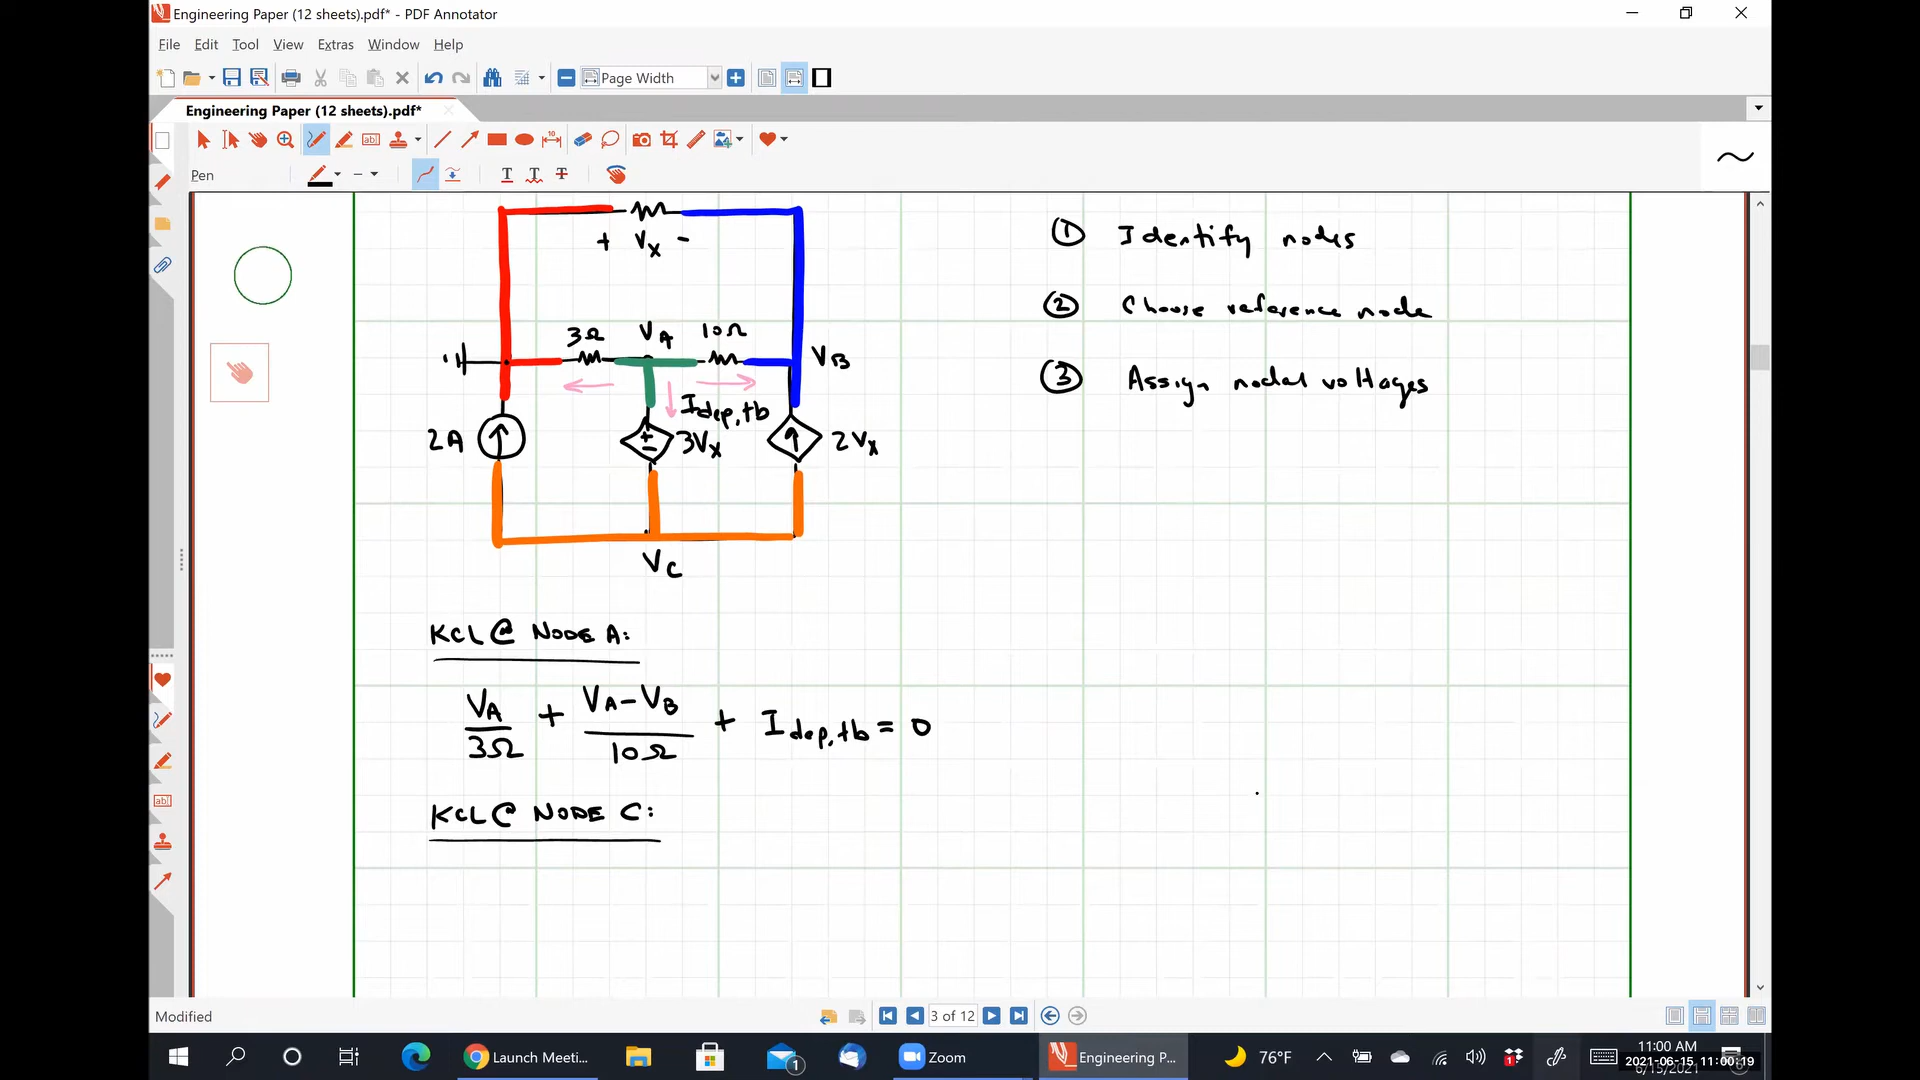 Engineering Paper (12 sheets).pdf* - PDF Annotator
File Edit Tool View Extras Window Help
Page Width
Engineering Paper (12 sheets).pdf*
Pen
+ Vx -
① Identify nodes
② Choose reference node
③ Assign nodal voltages
3Ω VA 10Ω
VB
Idep,tb
2A
3Vx
2Vx
VC
KCL@ NODE A:
VA/3Ω + VA-VB/10Ω + Idep,tb = 0
KCL@ NODE C:
Modified
3 of 12
Launch Meeti...
1
Zoom
Engineering P...
76°F
1
11:00 AM
2021-06-15, 11:00:19